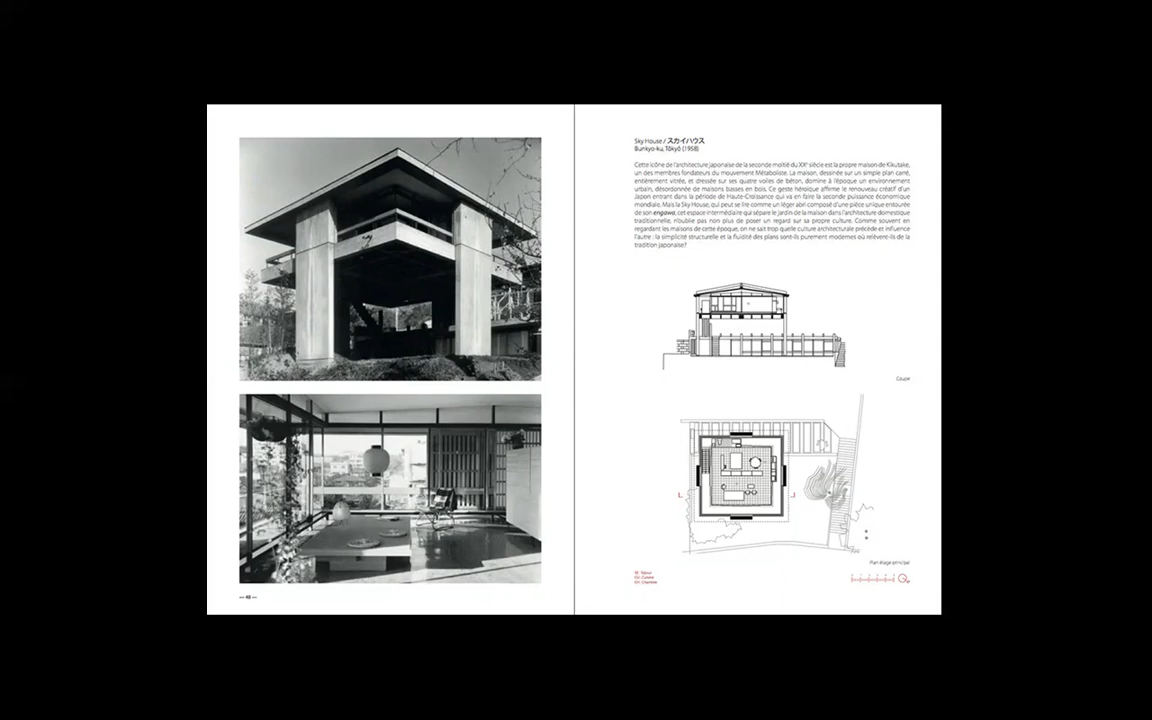 Sky House / スカイハウス
Bunkyo-ku, Tōkyō (1958)
Cette icône de l'architecture japonaise de la seconde moitié du XXe siècle est la propre maison de Kikutake,
un des membres fondateurs du mouvement Métaboliste. La maison, dessinée sur un simple plan carré,
entièrement vitrée, et dressée sur ses quatre voiles de béton, domine à l'époque un environnement
urbain, désordonnée de maisons basses en bois. Ce geste héroïque affirme le renouveau créatif d'un
Japon entrant dans la période de Haute-Croissance qui va en faire la seconde puissance économique
mondiale. Mais la Sky House, qui peut se lire comme un léger abri composé d'une pièce unique entourée
de son engawa, cet espace intermédiaire qui sépare le jardin de la maison dans l'architecture domestique
traditionnelle, n'oublie pas non plus de poser un regard sur sa propre culture. Comme souvent en
regardant les maisons de cette époque, on ne sait trop quelle culture architecturale précède et influence
l'autre : la simplicité structurelle et la fluidité des plans sont-ils purement modernes où relèvent-ils de la
tradition japonaise?
Coupe
Plan étage principal
— 48 —